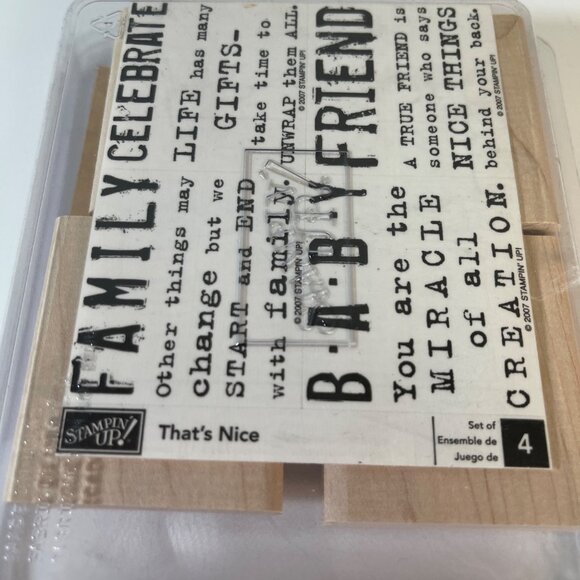 FAMILY
Other things may
change but we
START and END
with family.
© 2007 STAMPIN' UP!
CELEBRATE
LIFE has many
GIFTS-
take time to
UNWRAP them ALL.
© 2007 STAMPIN' UP!
B·A·B·Y
You are the
MIRACLE
of all
CREATION.
© 2007 STAMPIN' UP!
FRIEND
A TRUE FRIEND is
someone who says
NICE THINGS
behind your back.
© 2007 STAMPIN' UP!
STAMPIN' UP!
That's Nice
Set of
Ensemble de
Juego de
4